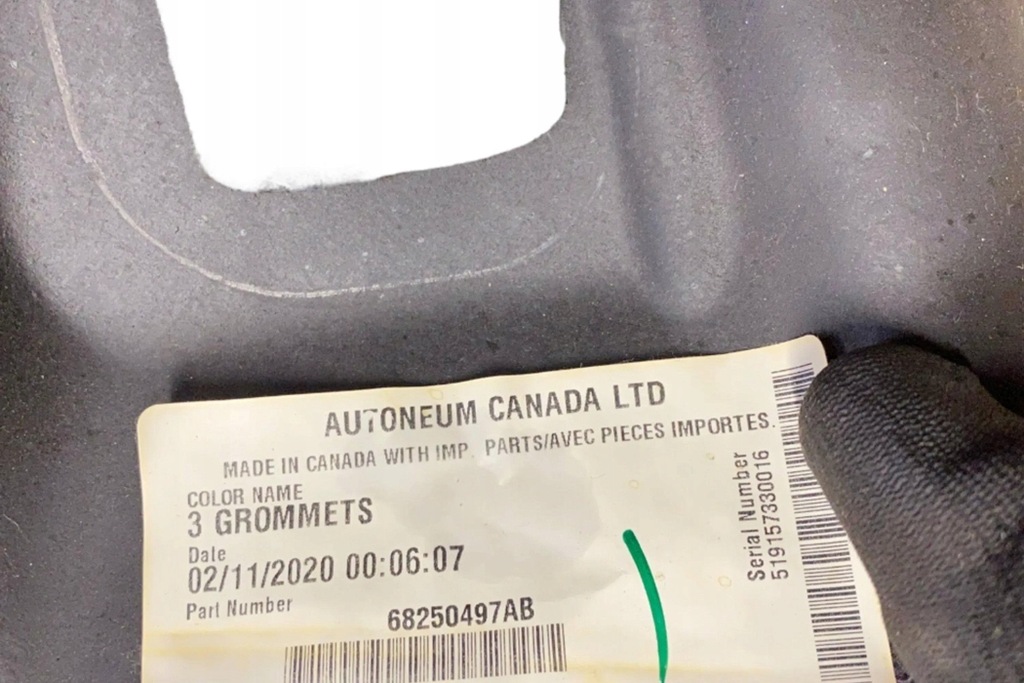 AUTONEUM CANADA LTD
MADE IN CANADA WITH IMP. PARTS/AVEC PIECES IMPORTES.
COLOR NAME
3 GROMMETS
Date
02/11/2020 00:06:07
Part Number
68250497AB
Serial Number
519157330016